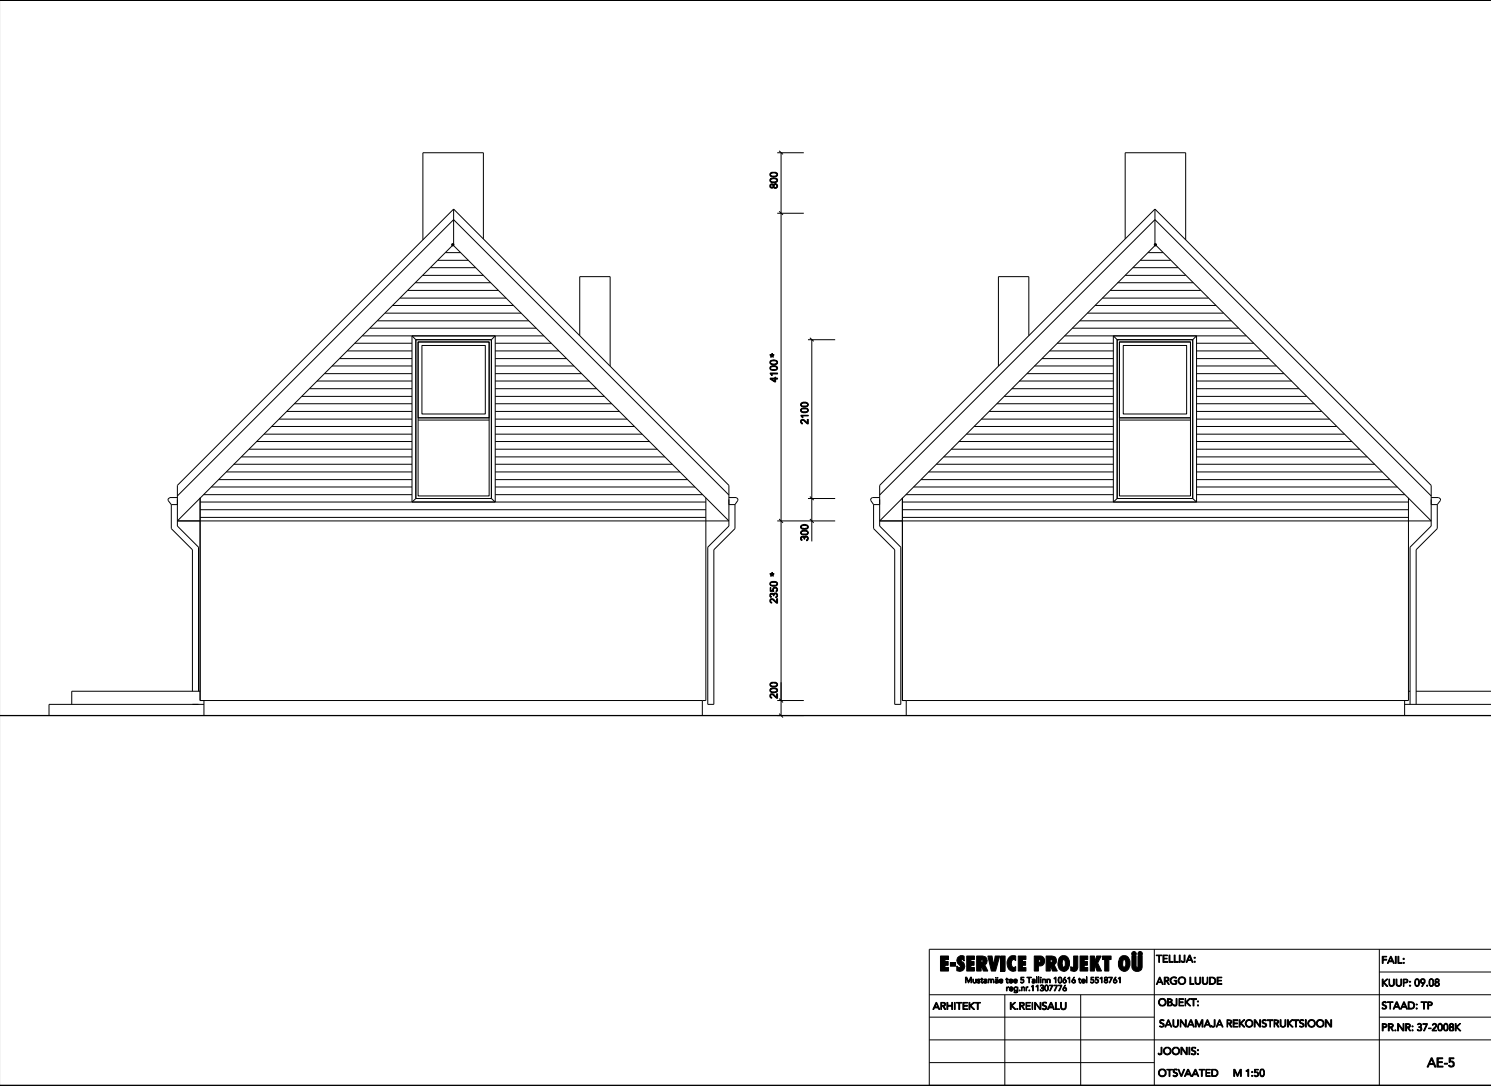 800
4100*
2100
300
2350 *
200
E-SERVICE PROJEKT OÜ
Mustamäe tee 5 Tallinn 10616 tel 5518761
reg.nr.11307776
ARHITEKT K.REINSALU
TELLIJA:
ARGO LUUDE
OBJEKT:
SAUNAMAJA REKONSTRUKTSIOON
JOONIS:
OTSVAATED M 1:50
FAIL:
KUUP: 09.08
STAAD: TP
PR.NR: 37-2008K
AE-5